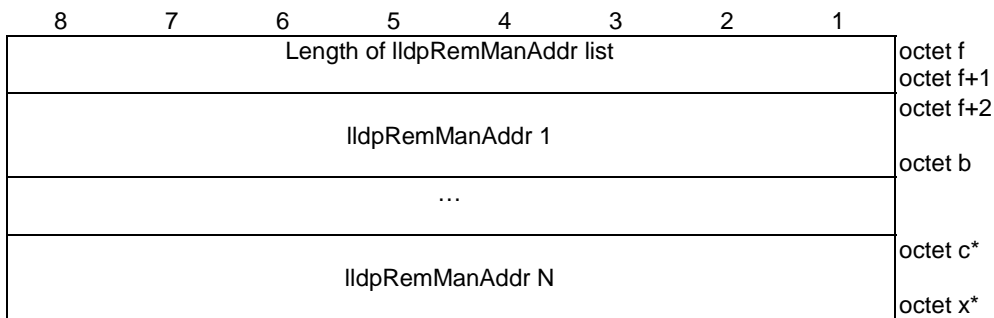 8 7 6 5 4 3 2 1
Length of lldpRemManAddr list octet f
octet f+1
octet f+2
lldpRemManAddr 1
octet b
…
octet c*
lldpRemManAddr N
octet x*